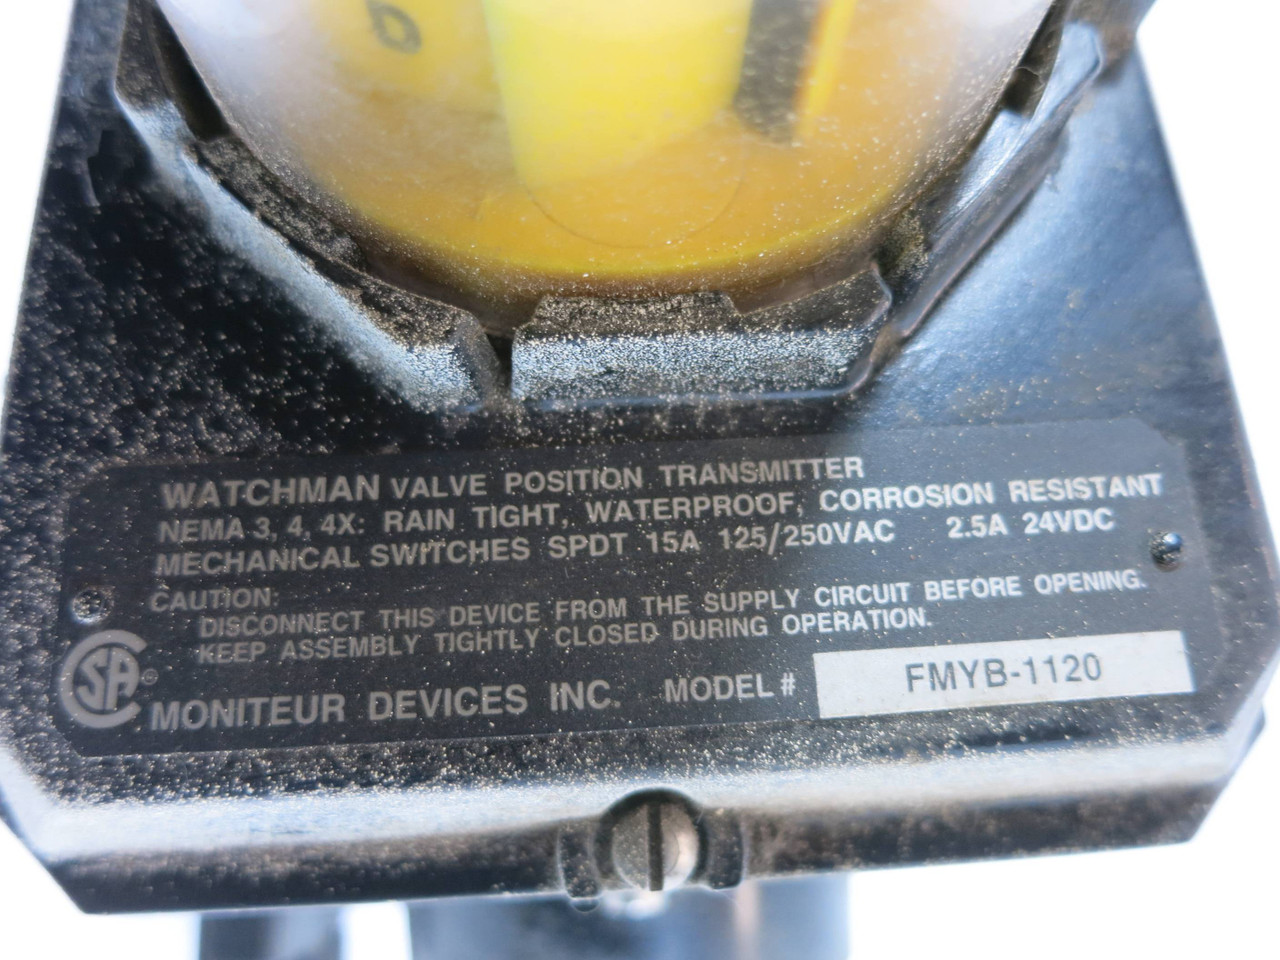 WATCHMAN VALVE POSITION TRANSMITTER
NEMA 3, 4, 4X: RAIN TIGHT, WATERPROOF, CORROSION RESISTANT
MECHANICAL SWITCHES SPDT 15A 125/250VAC 2.5A 24VDC
CAUTION:
DISCONNECT THIS DEVICE FROM THE SUPPLY CIRCUIT BEFORE OPENING.
KEEP ASSEMBLY TIGHTLY CLOSED DURING OPERATION.
SA ®
MONITEUR DEVICES INC. MODEL # FMYB-1120